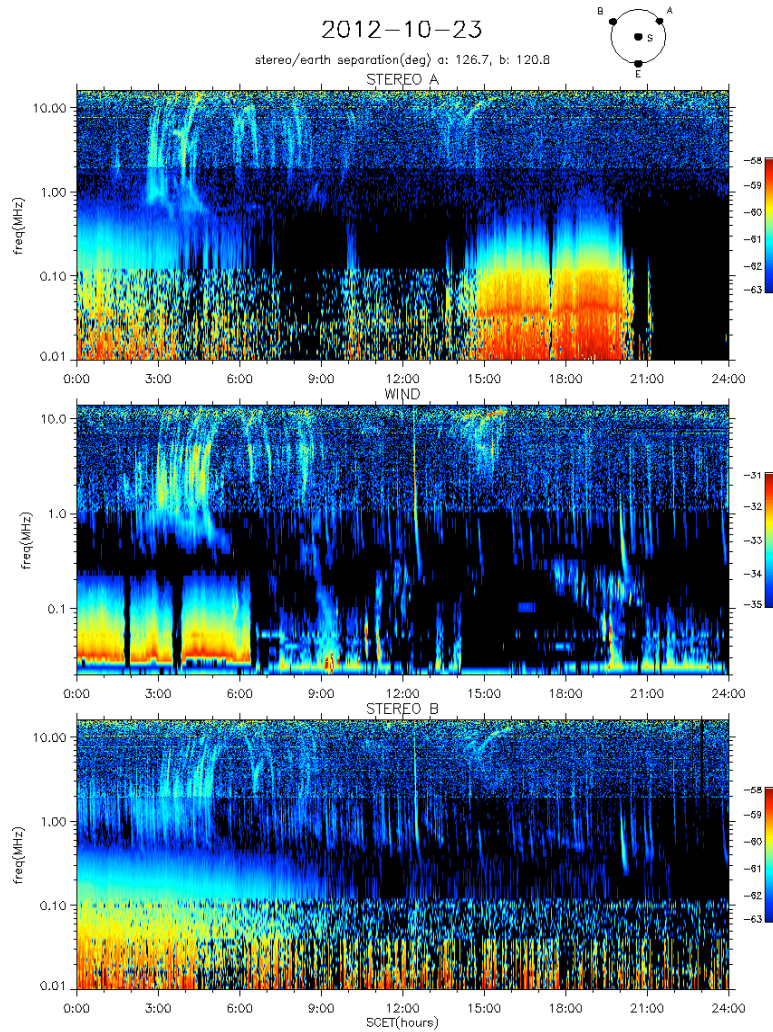 2012-10-23
B A
S
E
stereo/earth separation(deg) a: 126.7, b: 120.8
STEREO A
freq(MHz)
10.00
1.00
0.10
0.01
0:00 3:00 6:00 9:00 12:00 15:00 18:00 21:00 24:00
-58
-59
-60
-61
-62
-63
WIND
freq(MHz)
10.0
1.0
0.1
0:00 3:00 6:00 9:00 12:00 15:00 18:00 21:00 24:00
-31
-32
-33
-34
-35
STEREO B
freq(MHz)
10.00
1.00
0.10
0.01
0:00 3:00 6:00 9:00 12:00 15:00 18:00 21:00 24:00
SCET(hours)
-58
-59
-60
-61
-62
-63